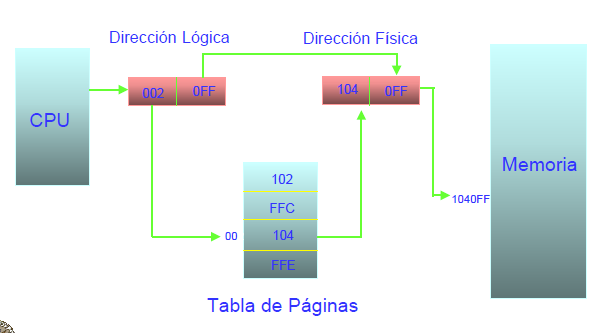 Dirección Lógica
Dirección Física
CPU
002
0FF
104
0FF
Memoria
102
FFC
00
104
FFE
1040FF
Tabla de Páginas